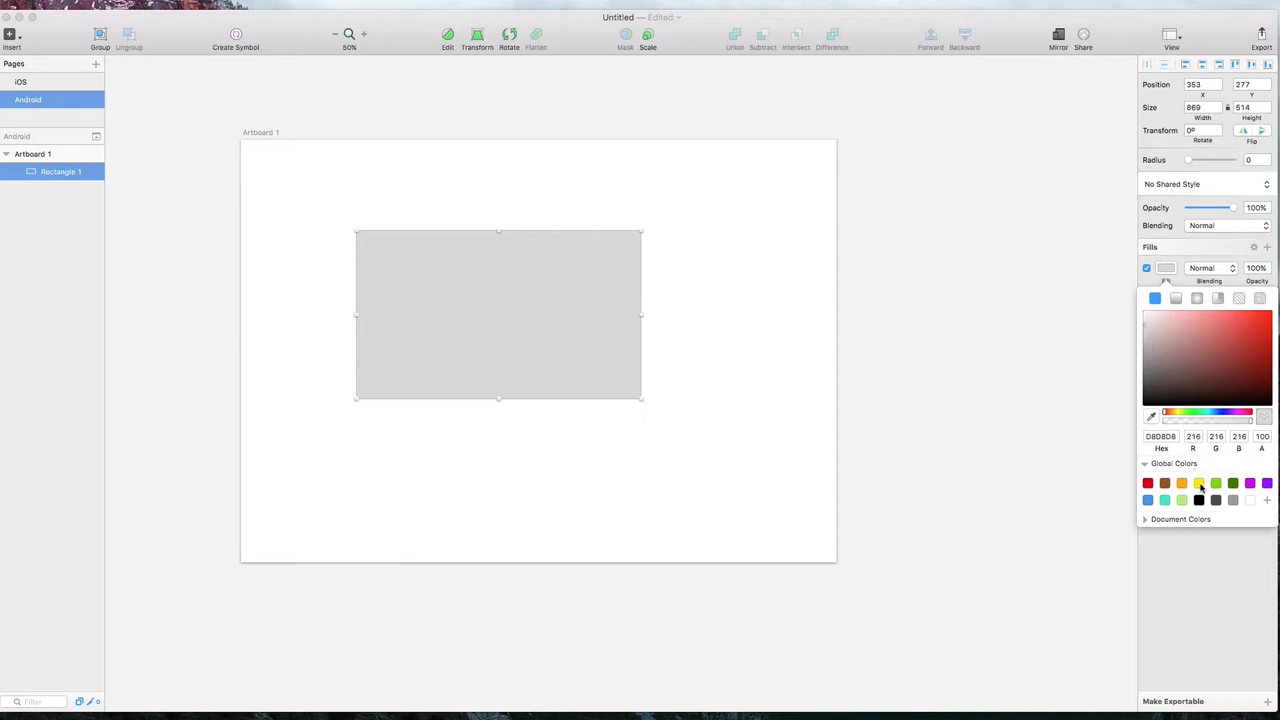 Untitled — Edited
Insert
Group
Ungroup
Create Symbol
50%
Edit
Transform
Rotate
Flatten
Mask
Scale
Union
Subtract
Intersect
Difference
Forward
Backward
Mirror
Share
View
Export
Pages
iOS
Android
Android
Artboard 1
Rectangle 1
Artboard 1
Position 353 277
X Y
Size 869 514
Width Height
Transform 0°
Rotate Flip
Radius 0
No Shared Style
Opacity 100%
Blending Normal
Fills
Normal 100%
Blending Opacity
D8D8D8 216 216 216 100
Hex R G B A
Global Colors
Document Colors
Filter 0
Make Exportable